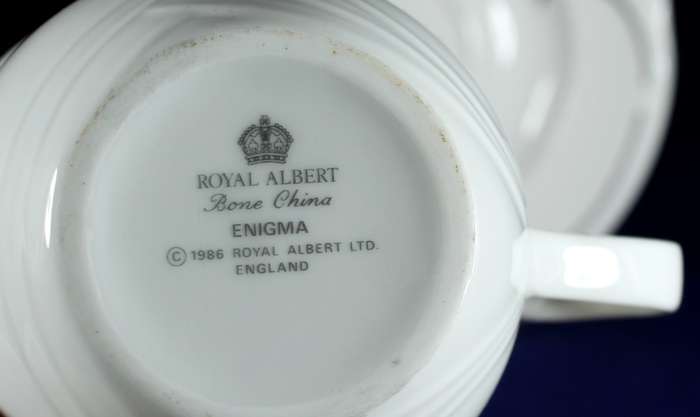 ROYAL ALBERT
Bone China
ENIGMA
© 1986 ROYAL ALBERT LTD.
ENGLAND